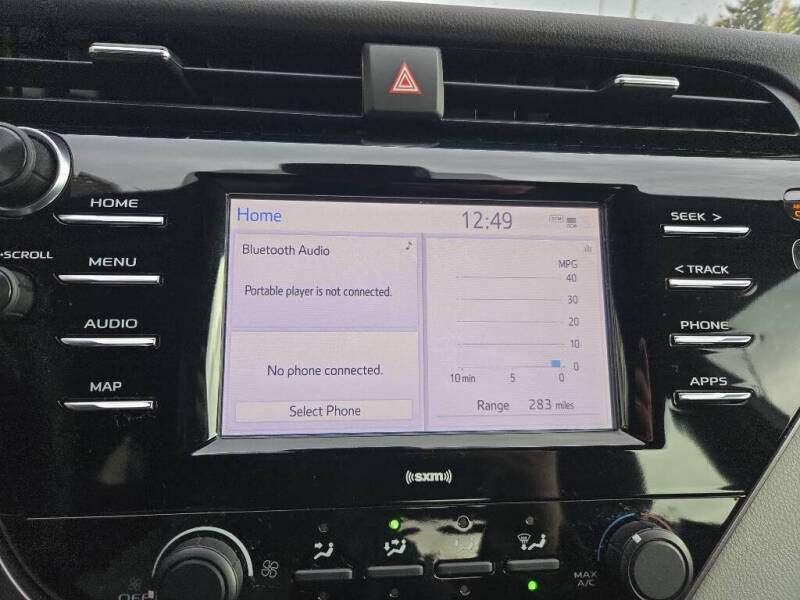 HOME
SCROLL
MENU
AUDIO
MAP
Home 12:49
DCM
Bluetooth Audio
Portable player is not connected.
No phone connected.
Select Phone
MPG
40
30
20
10
0
10 min 5 0
Range 283 miles
SEEK >
< TRACK
PHONE
APPS
((sxm))
OFF
MAX
A/C